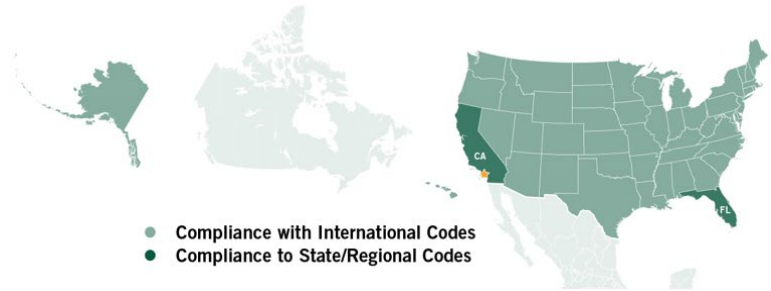 CA
FL
Compliance with International Codes
Compliance to State/Regional Codes